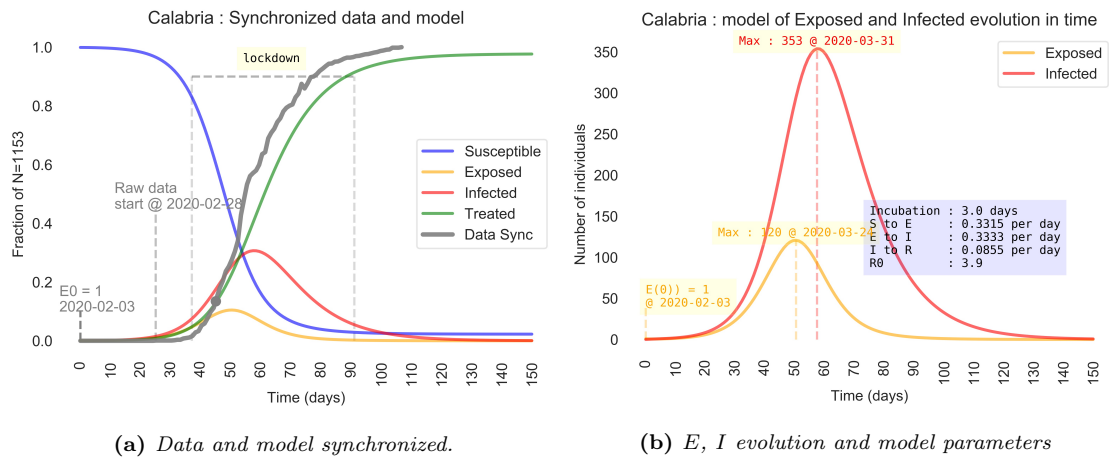 Calabria : Synchronized data and model
Fraction of N=1153
1.0
0.8
0.6
0.4
0.2
0.0
lockdown
Raw data
start @ 2020-02-28
E0 = 1
2020-02-03
Susceptible
Exposed
Infected
Treated
Data Sync
0 10 20 30 40 50 60 70 80 90 100 110 120 130 140 150
Time (days)
(a) Data and model synchronized.
Calabria : model of Exposed and Infected evolution in time
Number of individuals
350
300
250
200
150
100
50
0
Max : 353 @ 2020-03-31
Exposed
Infected
Max : 120 @ 2020-03-24
E(0)) = 1
@ 2020-02-03
Incubation : 3.0 days
S to E : 0.3315 per day
E to I : 0.3333 per day
I to R : 0.0855 per day
R0 : 3.9
0 10 20 30 40 50 60 70 80 90 100 110 120 130 140 150
Time (days)
(b) E, I evolution and model parameters